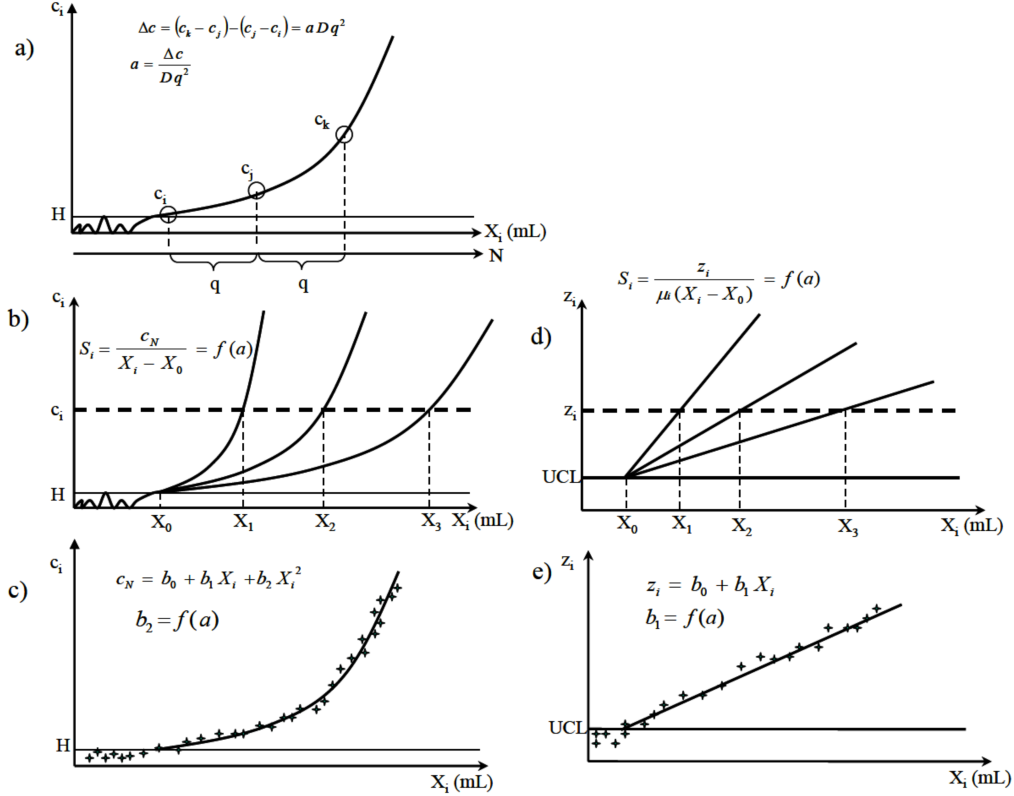 a)
c_i
Δc = (c_k − c_j) − (c_j − c_i) = a D q²
a = Δc / Dq²
c_k
c_j
c_i
H
X_i (mL)
N
q q
b)
c_i
S_i = c_N / (X_i − X_0) = f(a)
c_i
H
X_0 X_1 X_2 X_3 X_i (mL)
d)
z_i
S_i = z_i / (μ_i (X_i − X_0)) = f(a)
z_i
UCL
X_0 X_1 X_2 X_3 X_i (mL)
c)
c_i
c_N = b_0 + b_1 X_i + b_2 X_i²
b_2 = f(a)
H
X_i (mL)
e)
z_i
z_i = b_0 + b_1 X_i
b_1 = f(a)
UCL
X_i (mL)